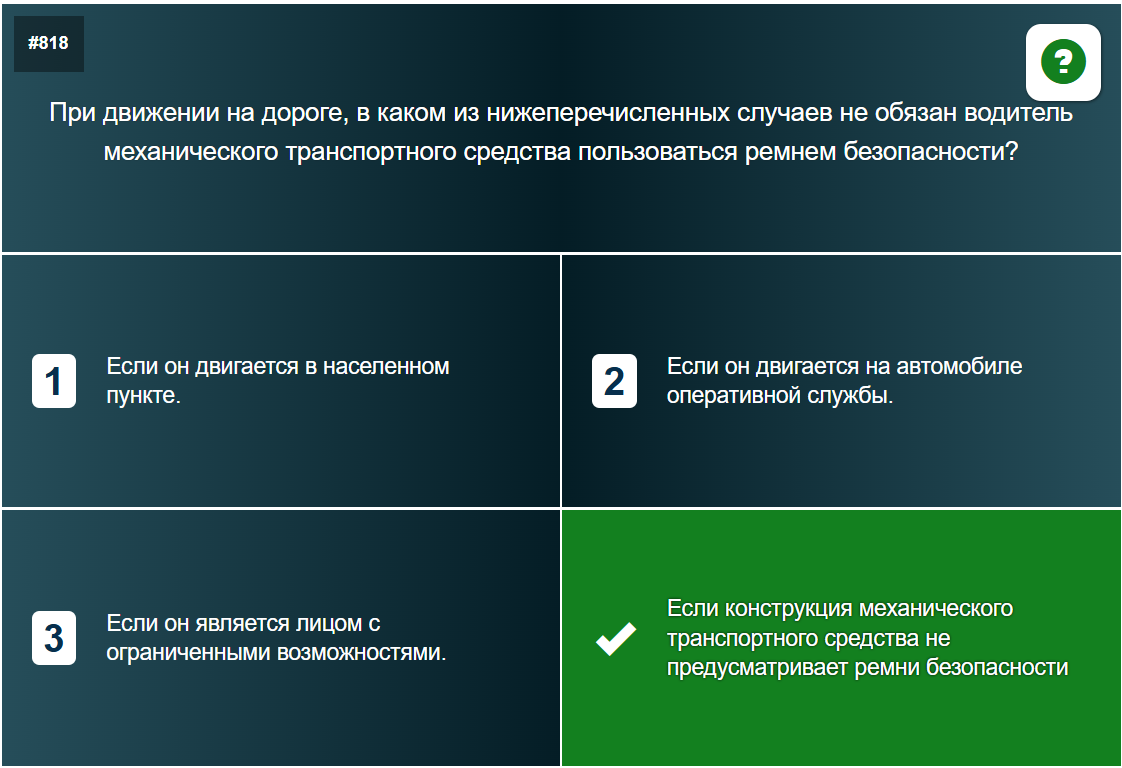 #818
?
При движении на дороге, в каком из нижеперечисленных случаев не обязан водитель
механического транспортного средства пользоваться ремнем безопасности?
1
Если он двигается в населенном
пункте.
2
Если он двигается на автомобиле
оперативной службы.
3
Если он является лицом с
ограниченными возможностями.
Если конструкция механического
транспортного средства не
предусматривает ремни безопасности